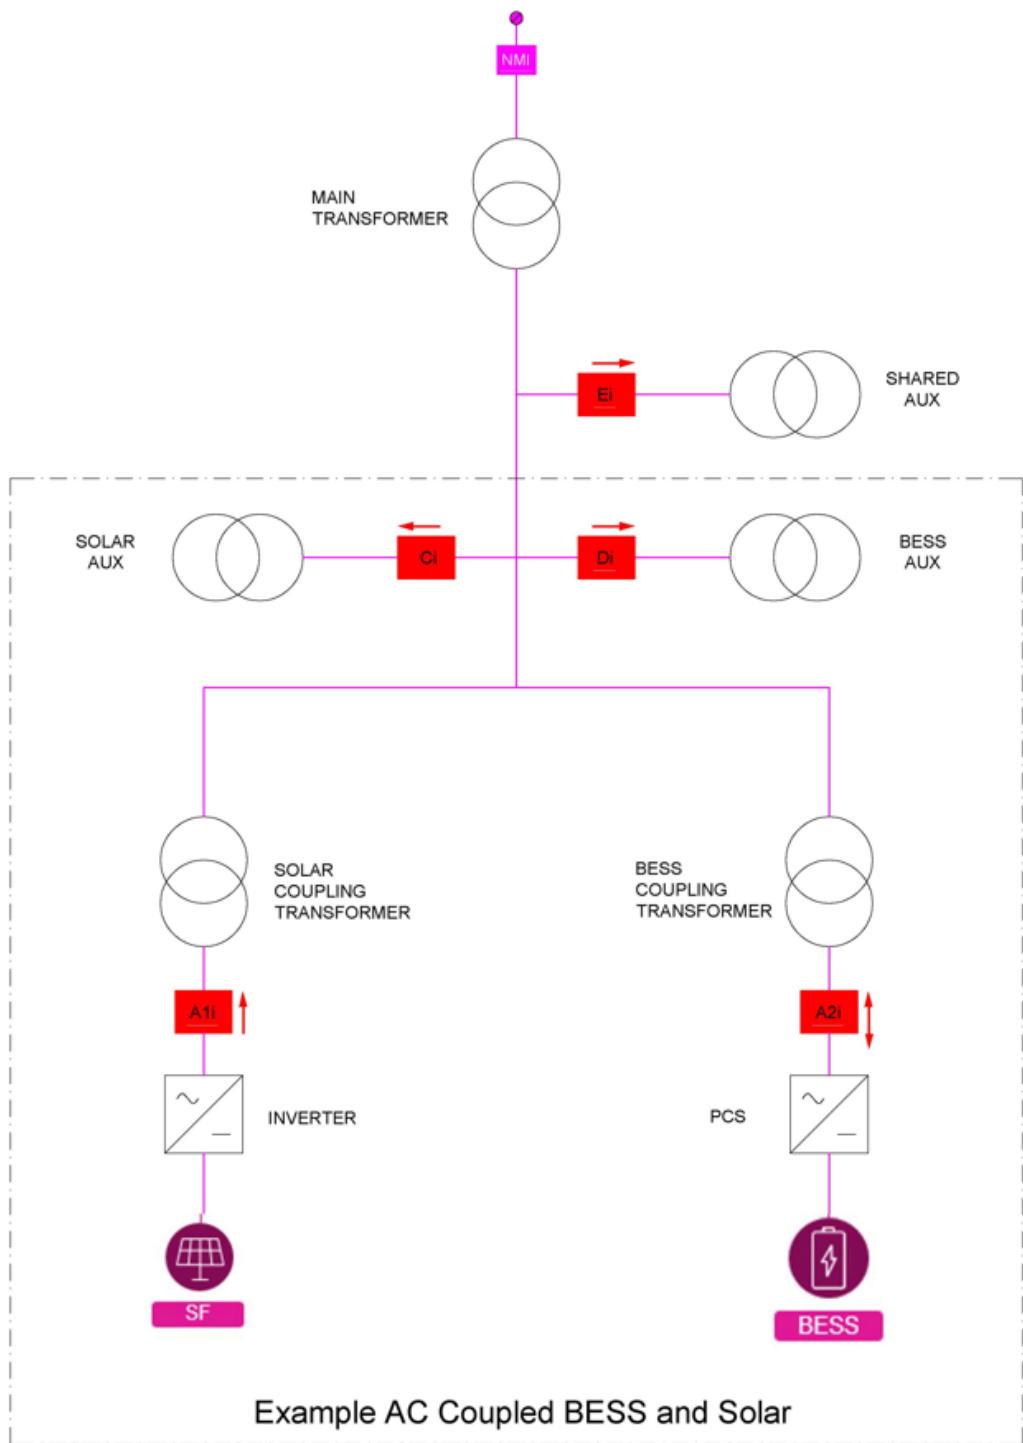 NMI
MAIN
TRANSFORMER
Ei
SHARED
AUX
SOLAR
AUX
Ci
Di
BESS
AUX
SOLAR
COUPLING
TRANSFORMER
BESS
COUPLING
TRANSFORMER
A1i
A2i
INVERTER
PCS
SF
BESS
Example AC Coupled BESS and Solar